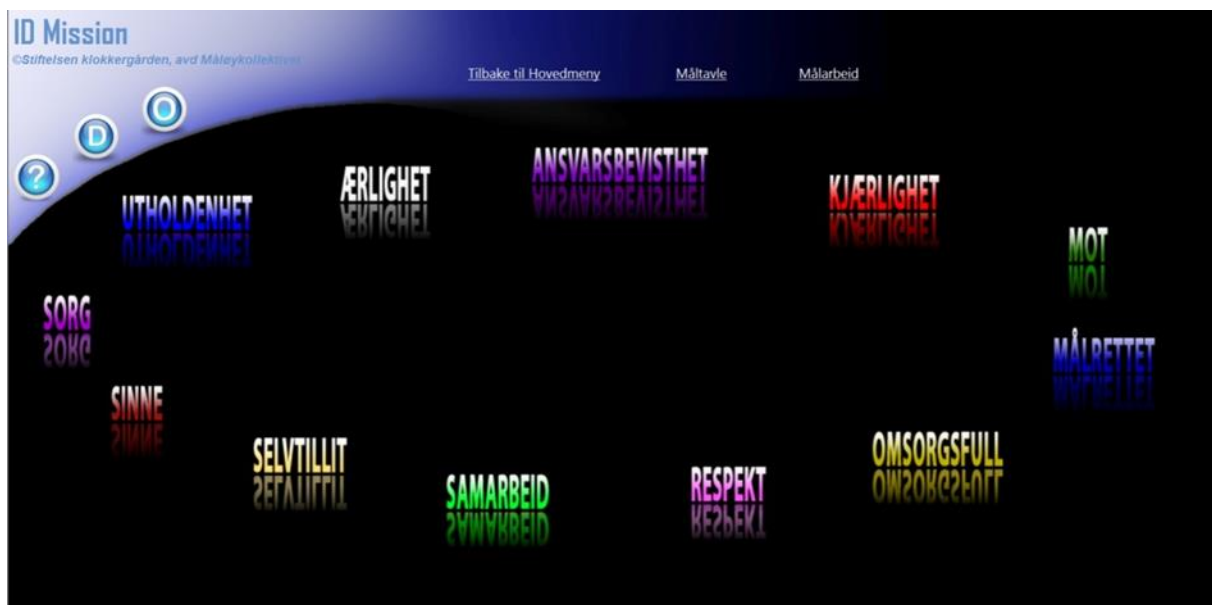 ID Mission
©Stiftelsen klokkergården, avd Måløykollektivet
Tilbake til Hovedmeny Måltavle Målarbeid
O
D
?
ANSVARSBEVISTHET
ÆRLIGHET
KJÆRLIGHET
UTHOLDENHET
MOT
SORG
MÅLRETTET
SINNE
SELVTILLIT
OMSORGSFULL
SAMARBEID
RESPEKT